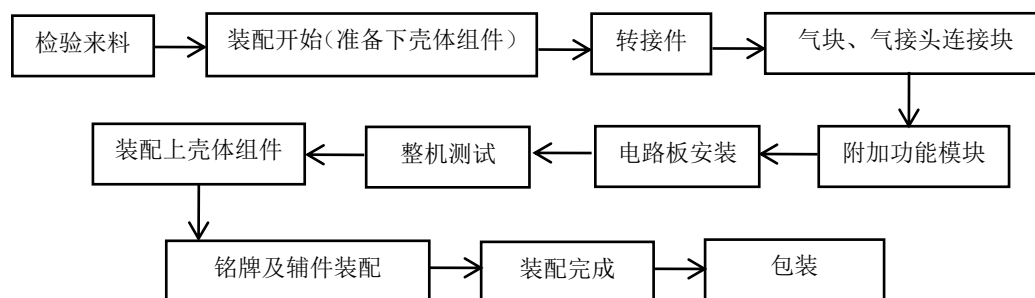 检验来料
装配开始(准备下壳体组件)
转接件
气块、气接头连接块
附加功能模块
电路板安装
整机测试
装配上壳体组件
铭牌及辅件装配
装配完成
包装